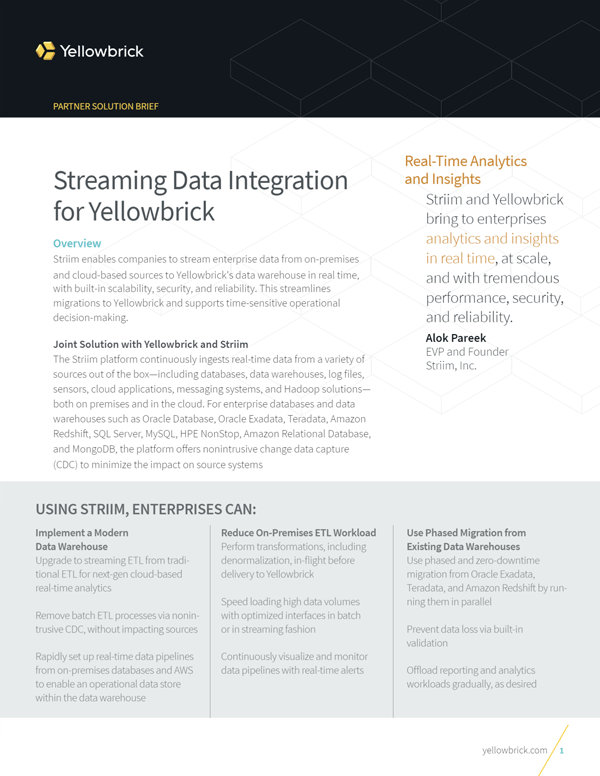 Yellowbrick
PARTNER SOLUTION BRIEF
Streaming Data Integration
for Yellowbrick
Overview
Striim enables companies to stream enterprise data from on-premises
and cloud-based sources to Yellowbrick's data warehouse in real time,
with built-in scalability, security, and reliability. This streamlines
migrations to Yellowbrick and supports time-sensitive operational
decision-making.
Joint Solution with Yellowbrick and Striim
The Striim platform continuously ingests real-time data from a variety of
sources out of the box—including databases, data warehouses, log files,
sensors, cloud applications, messaging systems, and Hadoop solutions—
both on premises and in the cloud. For enterprise databases and data
warehouses such as Oracle Database, Oracle Exadata, Teradata, Amazon
Redshift, SQL Server, MySQL, HPE NonStop, Amazon Relational Database,
and MongoDB, the platform offers nonintrusive change data capture
(CDC) to minimize the impact on source systems
Real-Time Analytics
and Insights
Striim and Yellowbrick
bring to enterprises
analytics and insights
in real time, at scale,
and with tremendous
performance, security,
and reliability.
Alok Pareek
EVP and Founder
Striim, Inc.
USING STRIIM, ENTERPRISES CAN:
Implement a Modern
Data Warehouse
Upgrade to streaming ETL from tradi-
tional ETL for next-gen cloud-based
real-time analytics
Remove batch ETL processes via nonin-
trusive CDC, without impacting sources
Rapidly set up real-time data pipelines
from on-premises databases and AWS
to enable an operational data store
within the data warehouse
Reduce On-Premises ETL Workload
Perform transformations, including
denormalization, in-flight before
delivery to Yellowbrick
Speed loading high data volumes
with optimized interfaces in batch
or in streaming fashion
Continuously visualize and monitor
data pipelines with real-time alerts
Use Phased Migration from
Existing Data Warehouses
Use phased and zero-downtime
migration from Oracle Exadata,
Teradata, and Amazon Redshift by run-
ning them in parallel
Prevent data loss via built-in
validation
Offload reporting and analytics
workloads gradually, as desired
yellowbrick.com 1